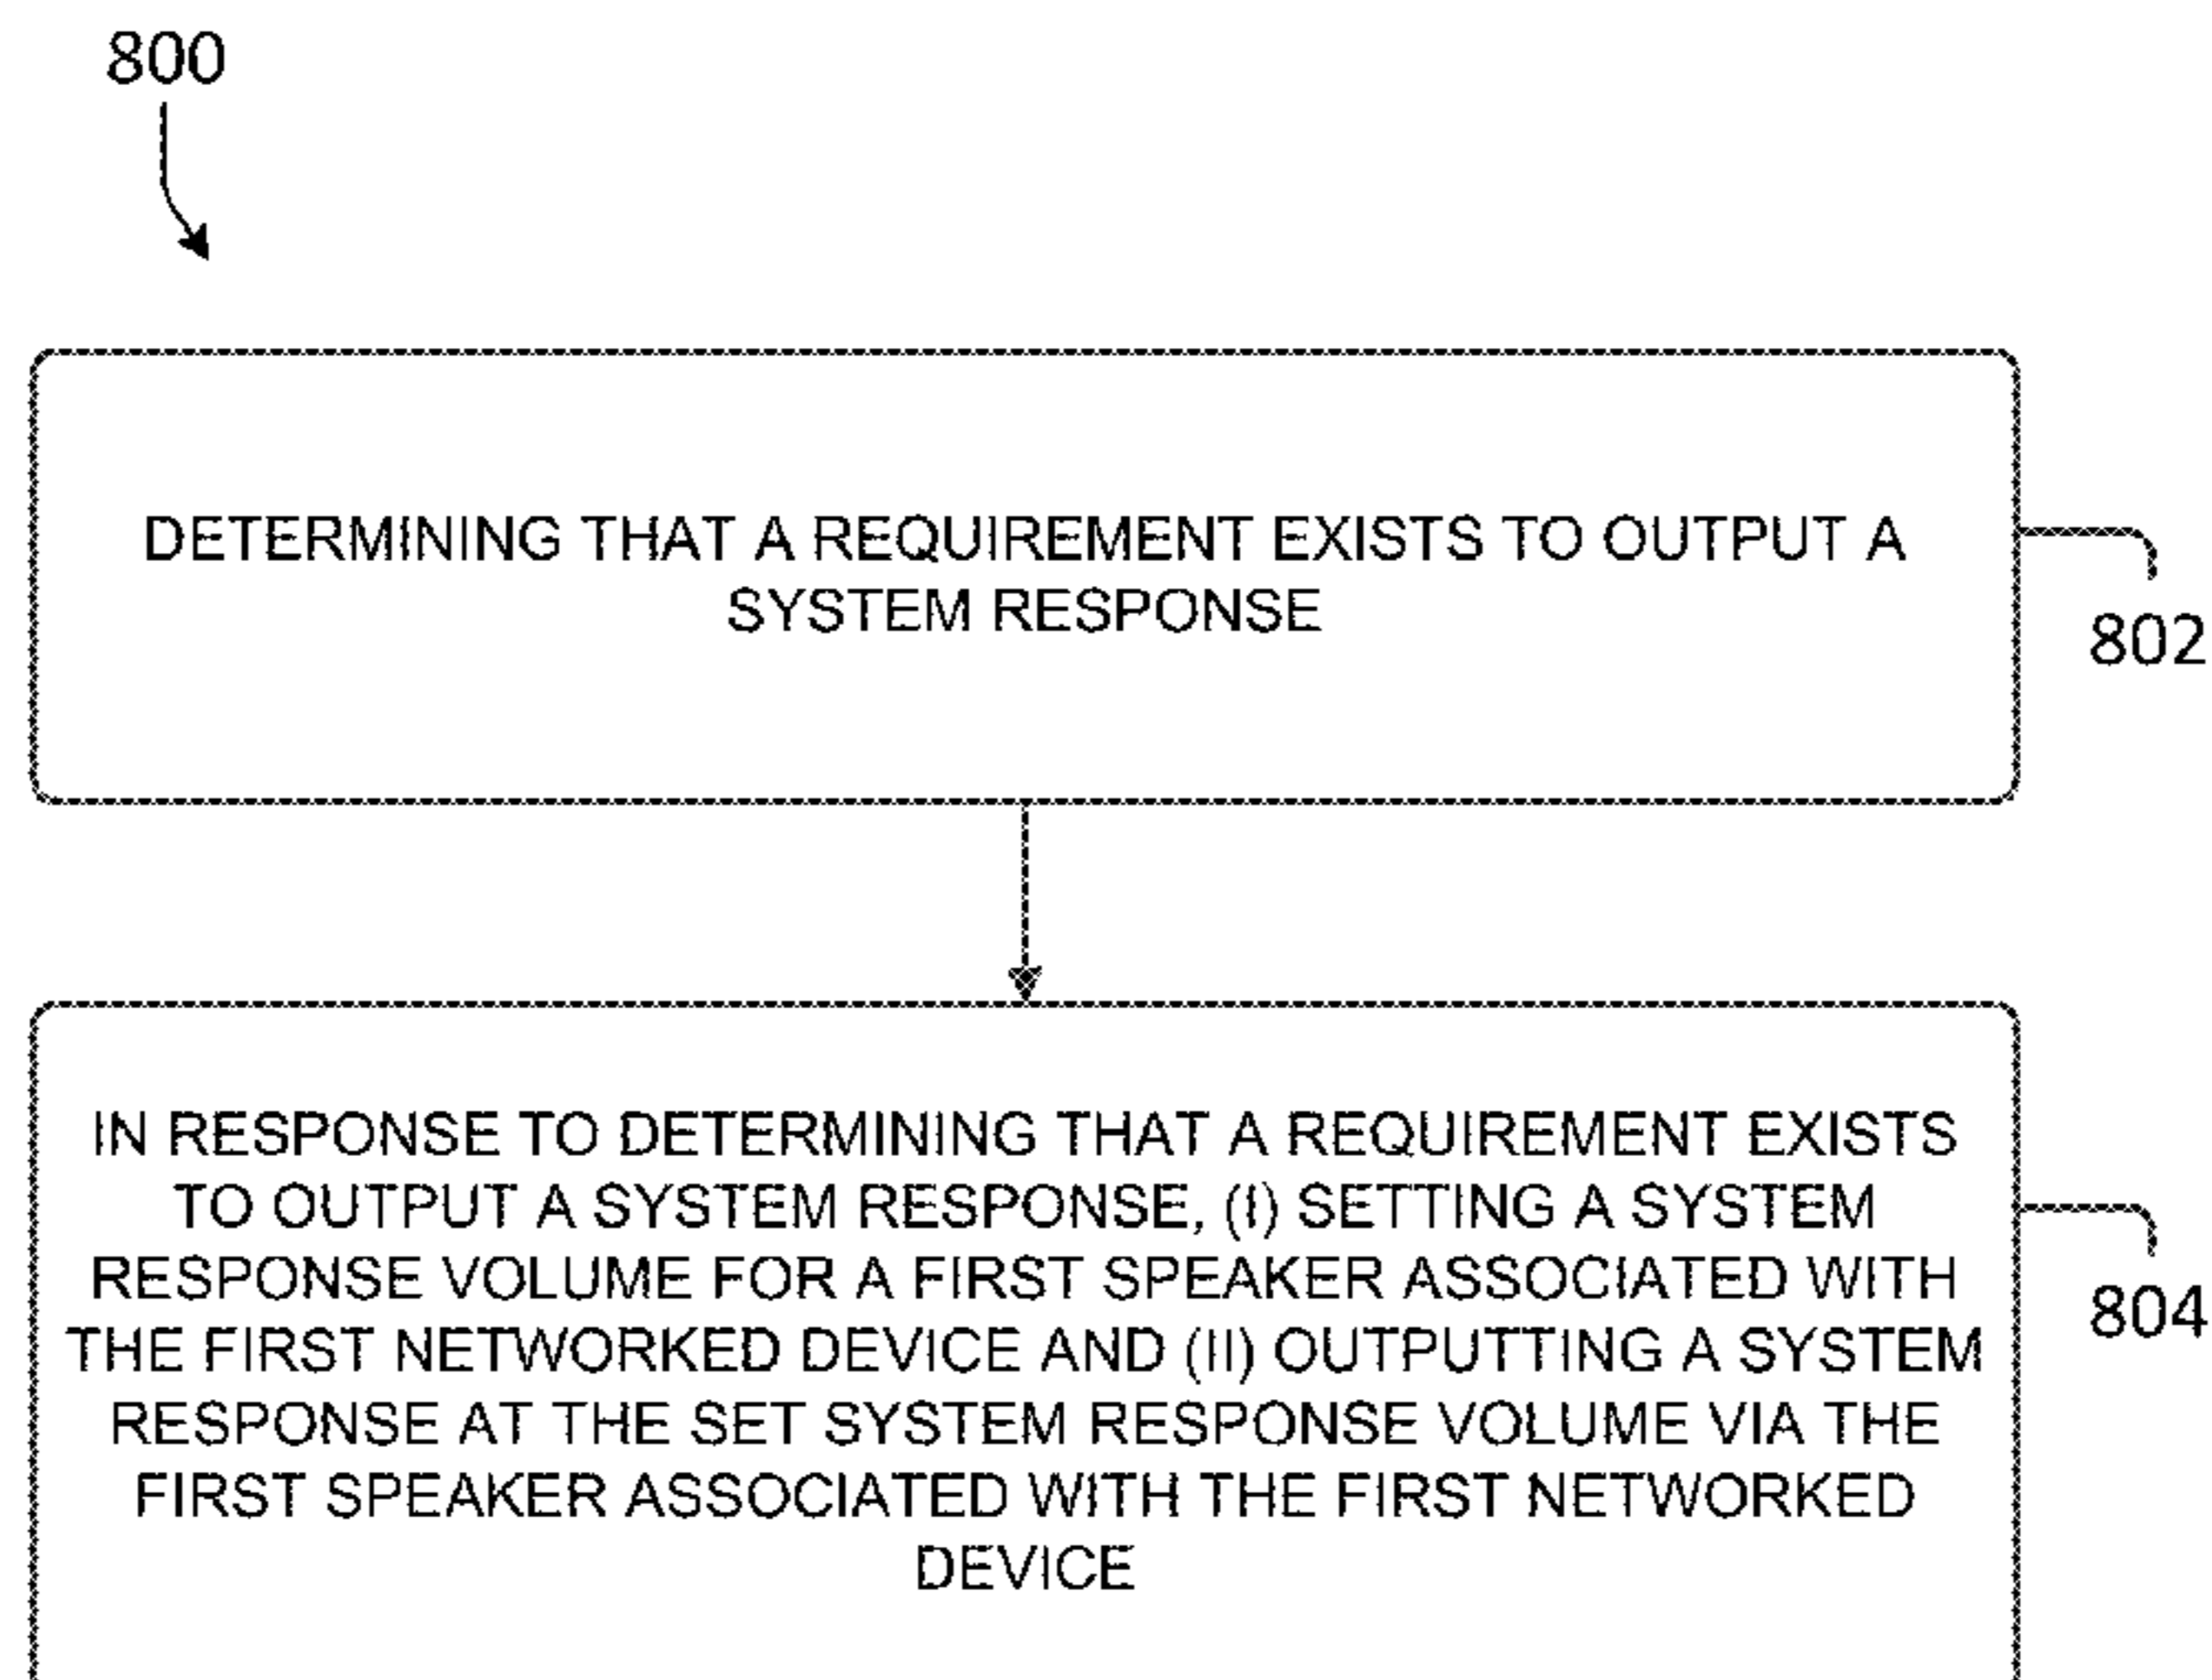 800
DETERMINING THAT A REQUIREMENT EXISTS TO OUTPUT A
SYSTEM RESPONSE
802
IN RESPONSE TO DETERMINING THAT A REQUIREMENT EXISTS
TO OUTPUT A SYSTEM RESPONSE, (I) SETTING A SYSTEM
RESPONSE VOLUME FOR A FIRST SPEAKER ASSOCIATED WITH
THE FIRST NETWORKED DEVICE AND (II) OUTPUTTING A SYSTEM
RESPONSE AT THE SET SYSTEM RESPONSE VOLUME VIA THE
FIRST SPEAKER ASSOCIATED WITH THE FIRST NETWORKED
DEVICE
804